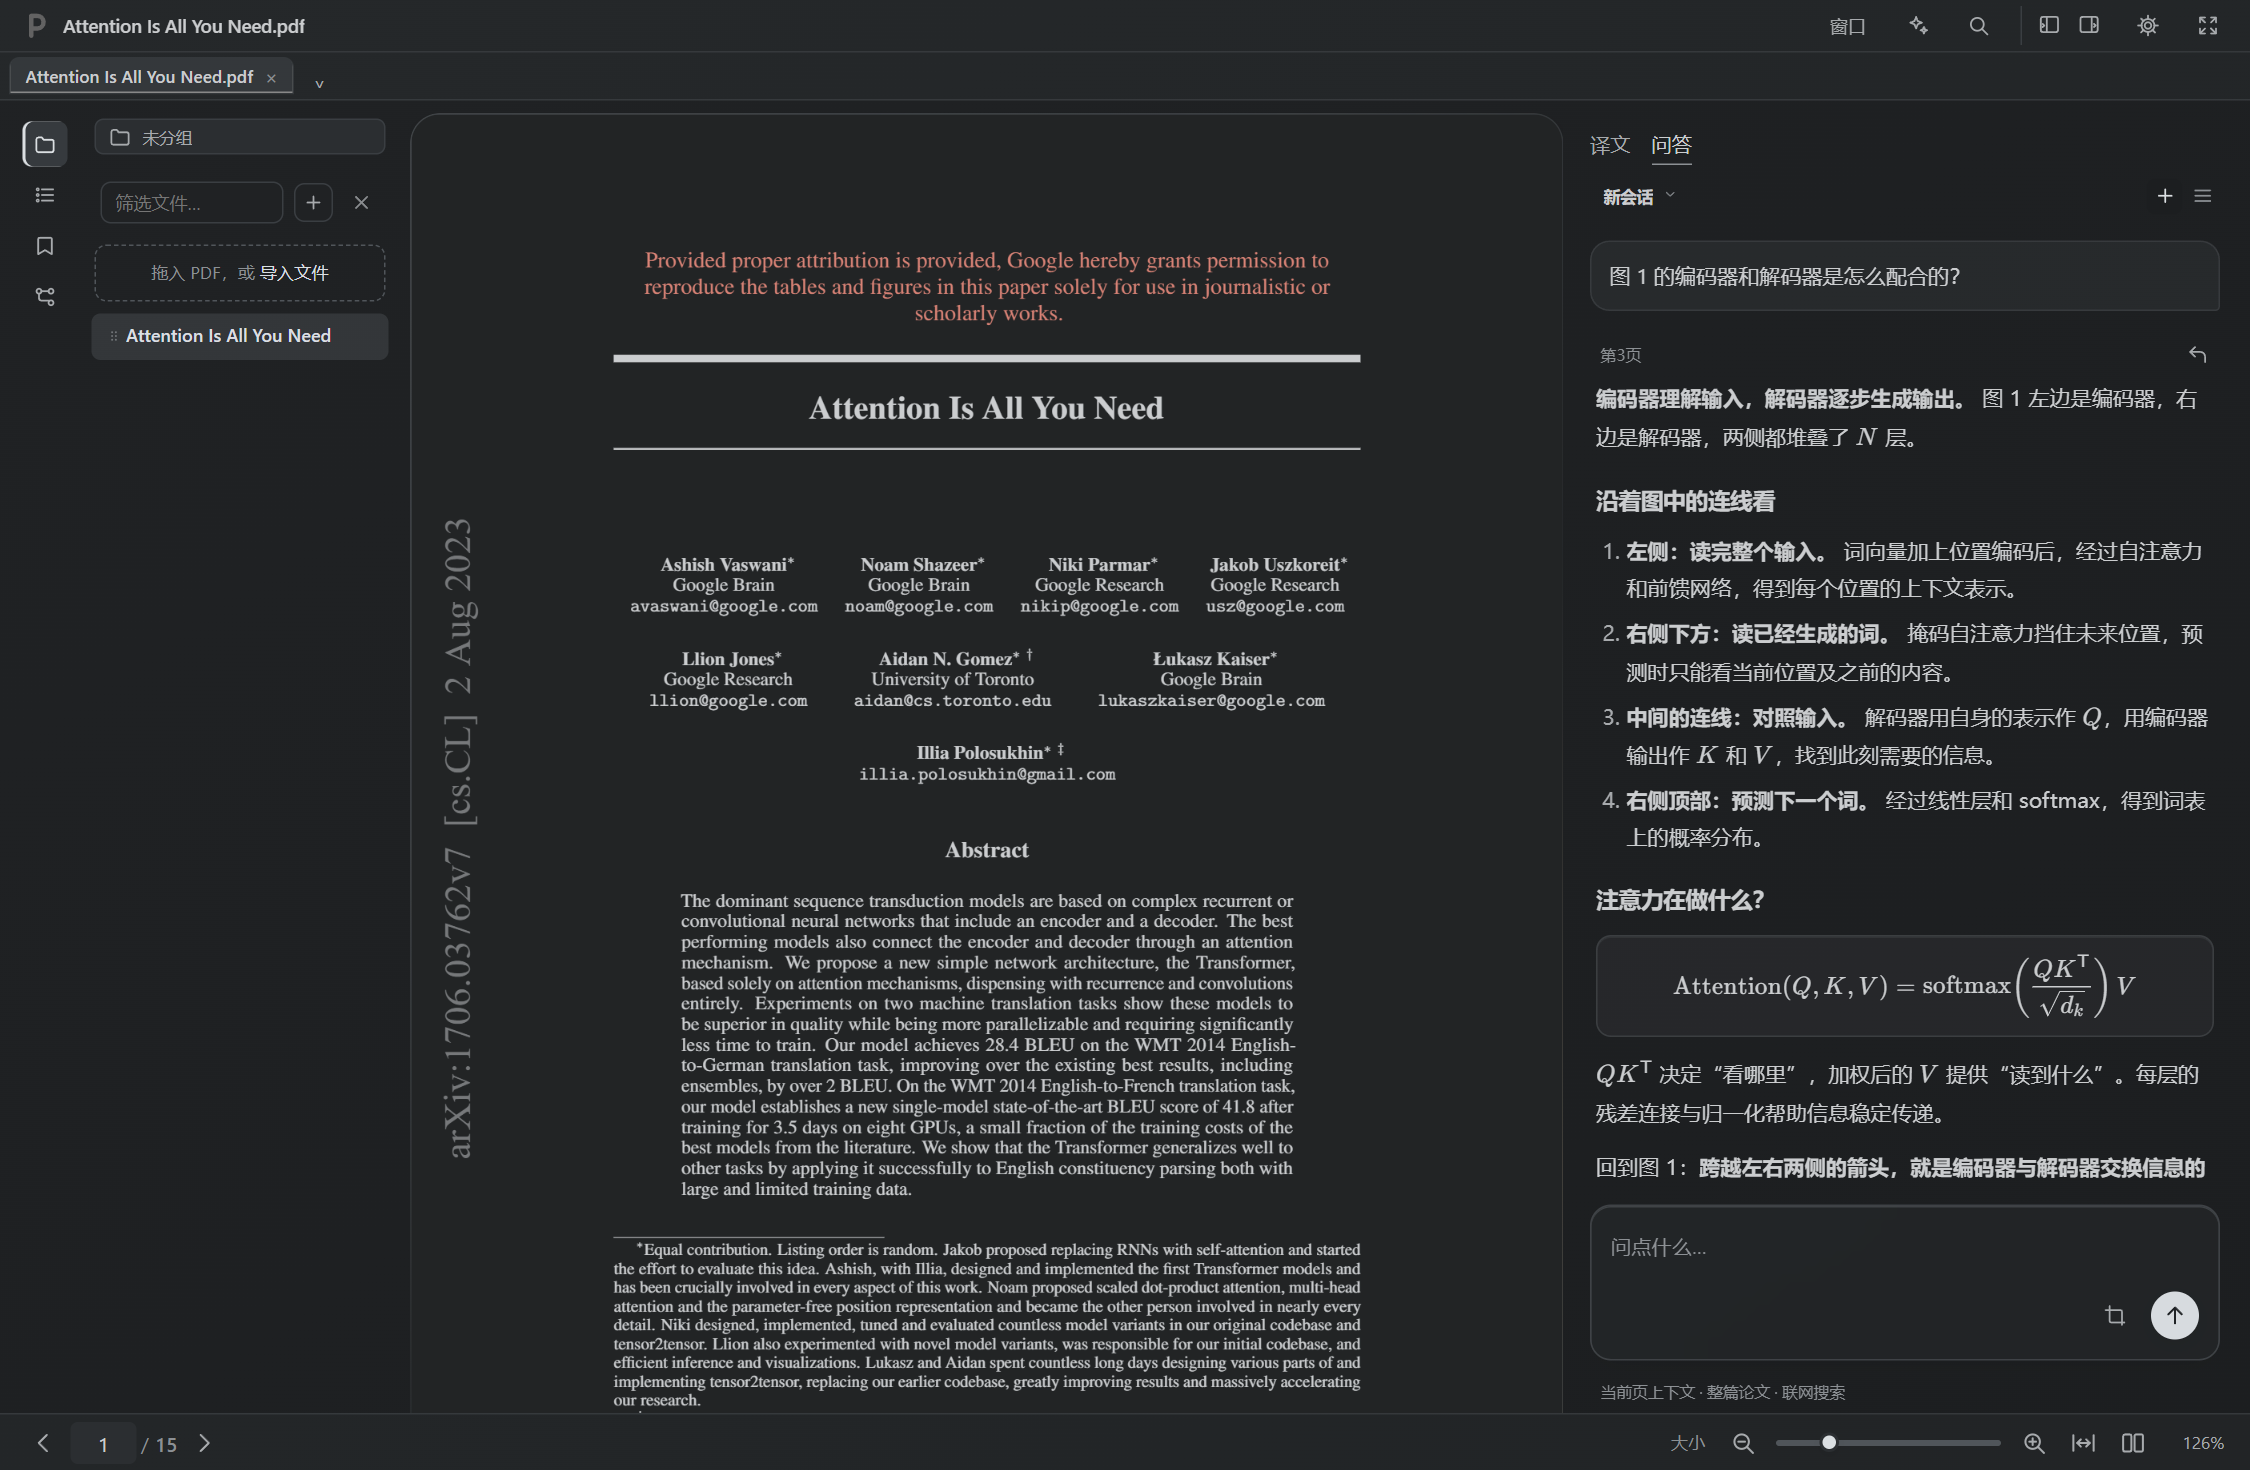 P Attention Is All You Need.pdf
窗口
Attention Is All You Need.pdf ×
未分组
筛选文件...
拖入 PDF，或 导入文件
Attention Is All You Need
arXiv:1706.03762v7 [cs.CL] 2 Aug 2023
Provided proper attribution is provided, Google hereby grants permission to
reproduce the tables and figures in this paper solely for use in journalistic or
scholarly works.
Attention Is All You Need
Ashish Vaswani* Noam Shazeer* Niki Parmar* Jakob Uszkoreit*
Google Brain Google Brain Google Research Google Research
avaswani@google.com noam@google.com nikip@google.com usz@google.com
Llion Jones* Aidan N. Gomez* † Łukasz Kaiser*
Google Research University of Toronto Google Brain
llion@google.com aidan@cs.toronto.edu lukaszkaiser@google.com
Illia Polosukhin* ‡
illia.polosukhin@gmail.com
Abstract
The dominant sequence transduction models are based on complex recurrent or
convolutional neural networks that include an encoder and a decoder. The best
performing models also connect the encoder and decoder through an attention
mechanism. We propose a new simple network architecture, the Transformer,
based solely on attention mechanisms, dispensing with recurrence and convolutions
entirely. Experiments on two machine translation tasks show these models to
be superior in quality while being more parallelizable and requiring significantly
less time to train. Our model achieves 28.4 BLEU on the WMT 2014 English-
to-German translation task, improving over the existing best results, including
ensembles, by over 2 BLEU. On the WMT 2014 English-to-French translation task,
our model establishes a new single-model state-of-the-art BLEU score of 41.8 after
training for 3.5 days on eight GPUs, a small fraction of the training costs of the
best models from the literature. We show that the Transformer generalizes well to
other tasks by applying it successfully to English constituency parsing both with
large and limited training data.
*Equal contribution. Listing order is random. Jakob proposed replacing RNNs with self-attention and started
the effort to evaluate this idea. Ashish, with Illia, designed and implemented the first Transformer models and
has been crucially involved in every aspect of this work. Noam proposed scaled dot-product attention, multi-head
attention and the parameter-free position representation and became the other person involved in nearly every
detail. Niki designed, implemented, tuned and evaluated countless model variants in our original codebase and
tensor2tensor. Llion also experimented with novel model variants, was responsible for our initial codebase, and
efficient inference and visualizations. Lukasz and Aidan spent countless long days designing various parts of and
implementing tensor2tensor, replacing our earlier codebase, greatly improving results and massively accelerating
our research.
译文 问答
新会话
图 1 的编码器和解码器是怎么配合的？
第3页
编码器理解输入，解码器逐步生成输出。 图 1 左边是编码器，右
边是解码器，两侧都堆叠了 N 层。
沿着图中的连线看
1. 左侧：读完整个输入。 词向量加上位置编码后，经过自注意力
和前馈网络，得到每个位置的上下文表示。
2. 右侧下方：读已经生成的词。 掩码自注意力挡住未来位置，预
测时只能看当前位置及之前的内容。
3. 中间的连线：对照输入。 解码器用自身的表示作 Q，用编码器
输出作 K 和 V，找到此刻需要的信息。
4. 右侧顶部：预测下一个词。 经过线性层和 softmax，得到词表
上的概率分布。
注意力在做什么？
Attention(Q, K, V) = softmax(QK⊤/√dk) V
QK⊤ 决定“看哪里”，加权后的 V 提供“读到什么”。每层的
残差连接与归一化帮助信息稳定传递。
回到图 1：跨越左右两侧的箭头，就是编码器与解码器交换信息的
问点什么...
当前页上下文 · 整篇论文 · 联网搜索
1 / 15
大小
126%